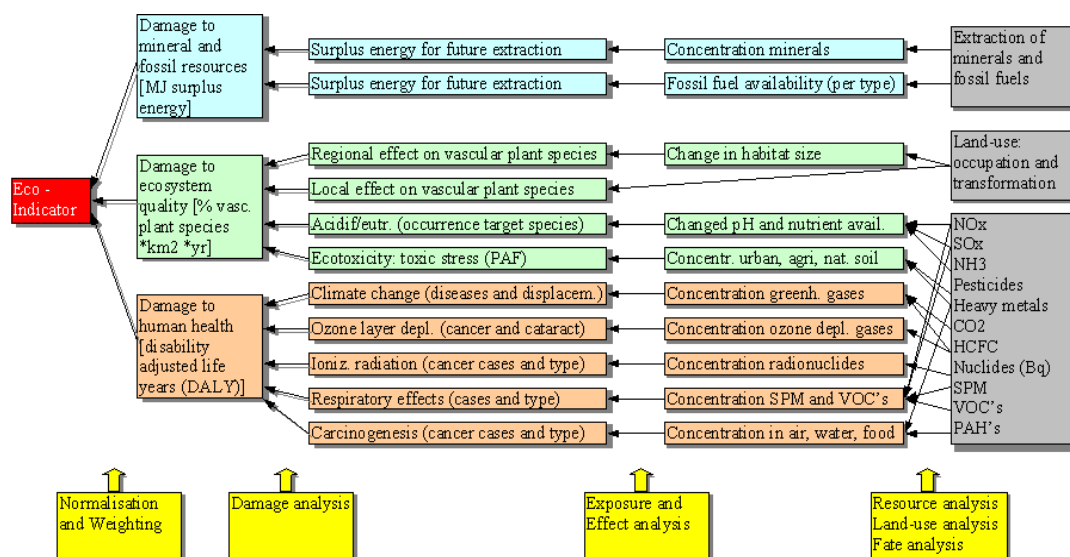 Damage to
mineral and
fossil resources
[MJ surplus
energy]
Surplus energy for future extraction
Concentration minerals
Extraction of
minerals and
fossil fuels
Surplus energy for future extraction
Fossil fuel availability (per type)
Eco -
Indicator
Damage to
ecosystem
quality [% vasc.
plant species
*km2 *yr]
Regional effect on vascular plant species
Change in habitat size
Land-use:
occupation and
transformation
Local effect on vascular plant species
Acidif/eutr. (occurrence target species)
Changed pH and nutrient avail.
Ecotoxicity: toxic stress (PAF)
Concentr. urban, agri, nat. soil
NOx
SOx
NH3
Pesticides
Heavy metals
CO2
HCFC
Nuclides (Bq)
SPM
VOC's
PAH's
Damage to
human health
[disability
adjusted life
years (DALY)]
Climate change (diseases and displacem.)
Concentration greenh. gases
Ozone layer depl. (cancer and cataract)
Concentration ozone depl. gases
Ioniz. radiation (cancer cases and type)
Concentration radionuclides
Respiratory effects (cases and type)
Concentration SPM and VOC's
Carcinogenesis (cancer cases and type)
Concentration in air, water, food
Normalisation
and Weighting
Damage analysis
Exposure and
Effect analysis
Resource analysis
Land-use analysis
Fate analysis